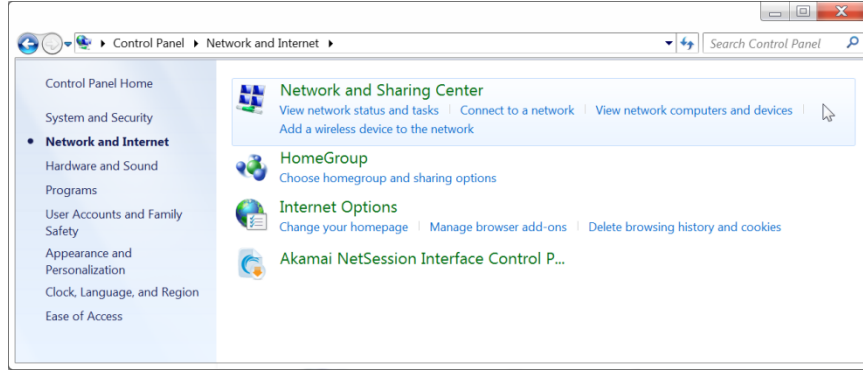 Control Panel ▸ Network and Internet ▸
Search Control Panel
Control Panel Home
System and Security
Network and Internet
Hardware and Sound
Programs
User Accounts and Family
Safety
Appearance and
Personalization
Clock, Language, and Region
Ease of Access
Network and Sharing Center
View network status and tasks | Connect to a network | View network computers and devices |
Add a wireless device to the network
HomeGroup
Choose homegroup and sharing options
Internet Options
Change your homepage | Manage browser add-ons | Delete browsing history and cookies
Akamai NetSession Interface Control P...